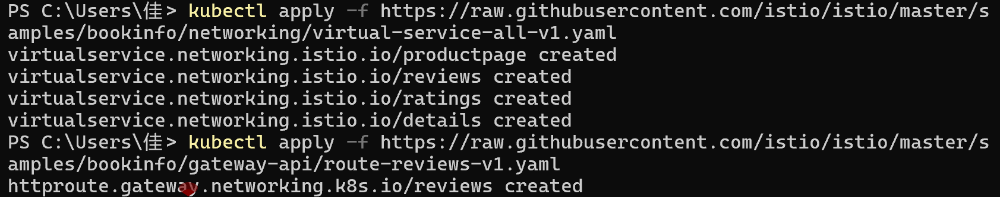 PS C:\Users\佳> kubectl apply -f https://raw.githubusercontent.com/istio/istio/master/s
amples/bookinfo/networking/virtual-service-all-v1.yaml
virtualservice.networking.istio.io/productpage created
virtualservice.networking.istio.io/reviews created
virtualservice.networking.istio.io/ratings created
virtualservice.networking.istio.io/details created
PS C:\Users\佳> kubectl apply -f https://raw.githubusercontent.com/istio/istio/master/s
amples/bookinfo/gateway-api/route-reviews-v1.yaml
httproute.gateway.networking.k8s.io/reviews created